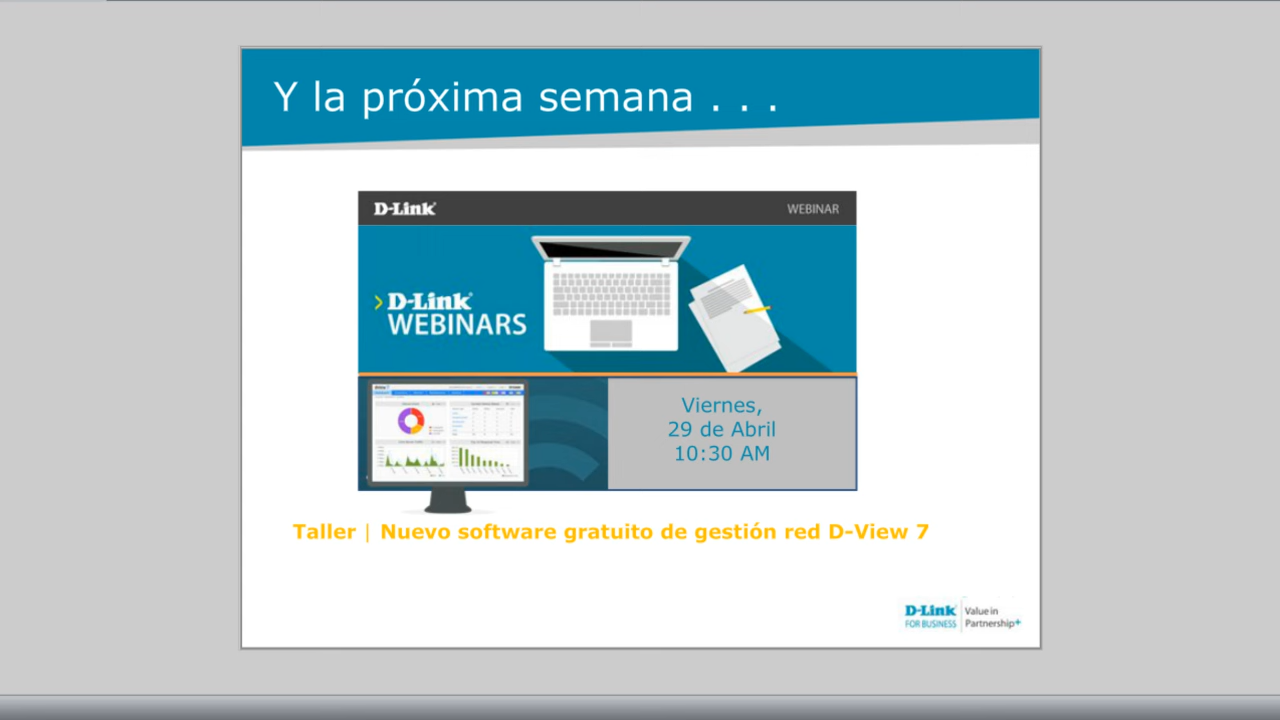 Y la próxima semana . . .
D-Link
WEBINAR
D-Link
WEBINARS
Viernes,
29 de Abril
10:30 AM
Taller | Nuevo software gratuito de gestión red D-View 7
D-Link
FOR BUSINESS
Value in
Partnership+